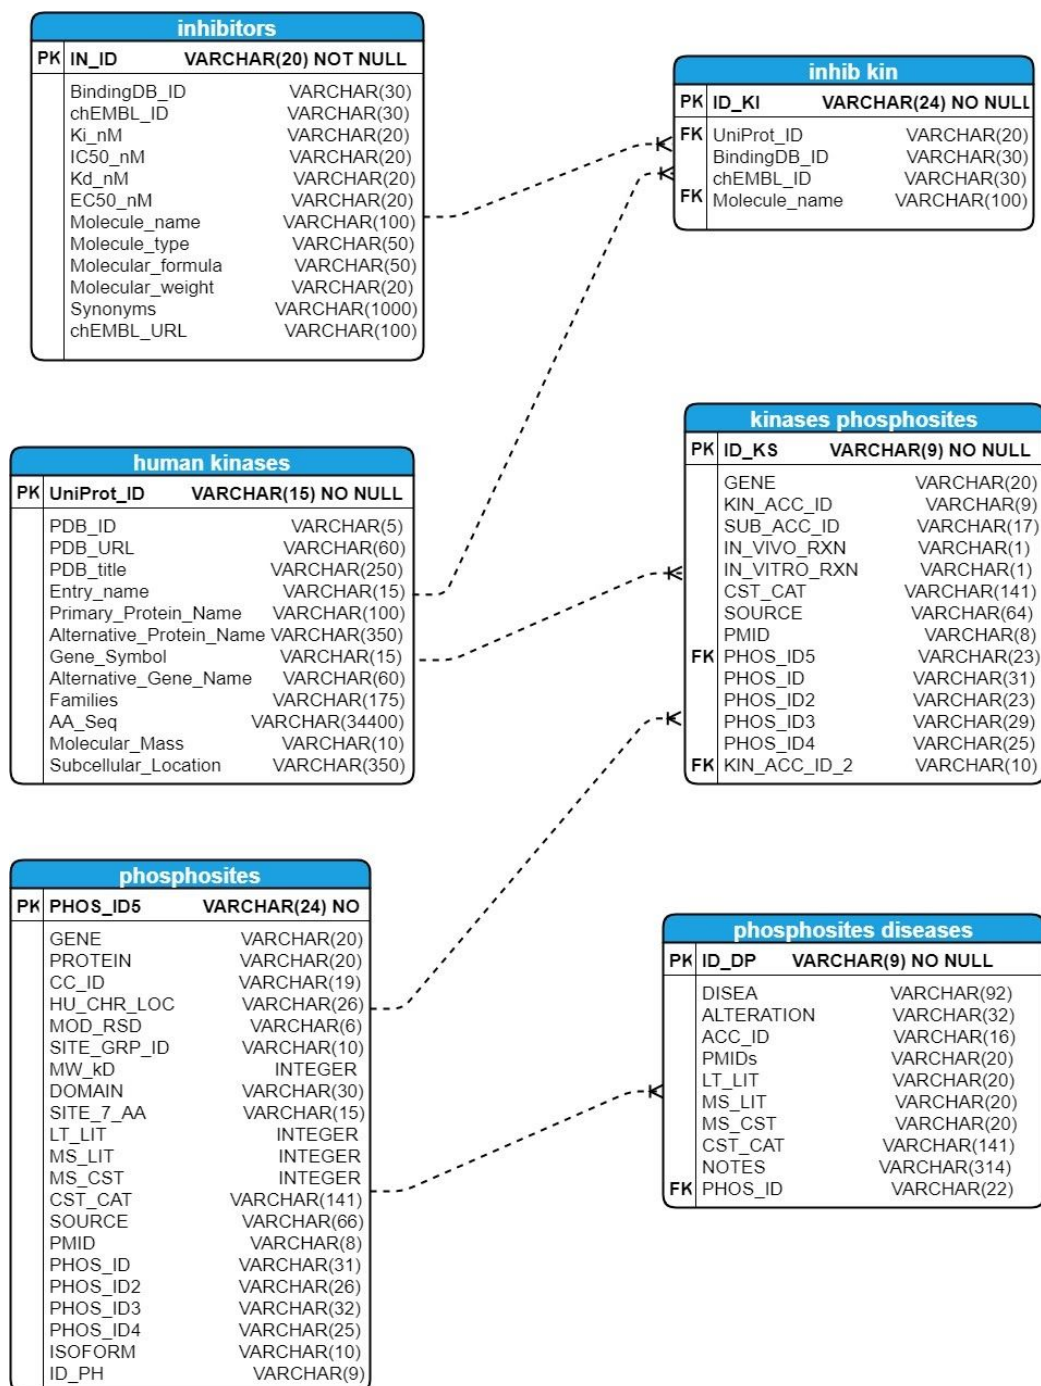 inhibitors
PK IN_ID VARCHAR(20) NOT NULL
BindingDB_ID VARCHAR(30)
chEMBL_ID VARCHAR(30)
Ki_nM VARCHAR(20)
IC50_nM VARCHAR(20)
Kd_nM VARCHAR(20)
EC50_nM VARCHAR(20)
Molecule_name VARCHAR(100)
Molecule_type VARCHAR(50)
Molecular_formula VARCHAR(50)
Molecular_weight VARCHAR(20)
Synonyms VARCHAR(1000)
chEMBL_URL VARCHAR(100)
inhib kin
PK ID_KI VARCHAR(24) NO NULL
FK UniProt_ID VARCHAR(20)
BindingDB_ID VARCHAR(30)
chEMBL_ID VARCHAR(30)
FK Molecule_name VARCHAR(100)
human kinases
PK UniProt_ID VARCHAR(15) NO NULL
PDB_ID VARCHAR(5)
PDB_URL VARCHAR(60)
PDB_title VARCHAR(250)
Entry_name VARCHAR(15)
Primary_Protein_Name VARCHAR(100)
Alternative_Protein_Name VARCHAR(350)
Gene_Symbol VARCHAR(15)
Alternative_Gene_Name VARCHAR(60)
Families VARCHAR(175)
AA_Seq VARCHAR(34400)
Molecular_Mass VARCHAR(10)
Subcellular_Location VARCHAR(350)
kinases phosphosites
PK ID_KS VARCHAR(9) NO NULL
GENE VARCHAR(20)
KIN_ACC_ID VARCHAR(9)
SUB_ACC_ID VARCHAR(17)
IN_VIVO_RXN VARCHAR(1)
IN_VITRO_RXN VARCHAR(1)
CST_CAT VARCHAR(141)
SOURCE VARCHAR(64)
PMID VARCHAR(8)
FK PHOS_ID5 VARCHAR(23)
PHOS_ID VARCHAR(31)
PHOS_ID2 VARCHAR(23)
PHOS_ID3 VARCHAR(29)
PHOS_ID4 VARCHAR(25)
FK KIN_ACC_ID_2 VARCHAR(10)
phosphosites
PK PHOS_ID5 VARCHAR(24) NO
GENE VARCHAR(20)
PROTEIN VARCHAR(20)
CC_ID VARCHAR(19)
HU_CHR_LOC VARCHAR(26)
MOD_RSD VARCHAR(6)
SITE_GRP_ID VARCHAR(10)
MW_kD INTEGER
DOMAIN VARCHAR(30)
SITE_7_AA VARCHAR(15)
LT_LIT INTEGER
MS_LIT INTEGER
MS_CST INTEGER
CST_CAT VARCHAR(141)
SOURCE VARCHAR(66)
PMID VARCHAR(8)
PHOS_ID VARCHAR(31)
PHOS_ID2 VARCHAR(26)
PHOS_ID3 VARCHAR(32)
PHOS_ID4 VARCHAR(25)
ISOFORM VARCHAR(10)
ID_PH VARCHAR(9)
phosphosites diseases
PK ID_DP VARCHAR(9) NO NULL
DISEA VARCHAR(92)
ALTERATION VARCHAR(32)
ACC_ID VARCHAR(16)
PMIDs VARCHAR(20)
LT_LIT VARCHAR(20)
MS_LIT VARCHAR(20)
MS_CST VARCHAR(20)
CST_CAT VARCHAR(141)
NOTES VARCHAR(314)
FK PHOS_ID VARCHAR(22)